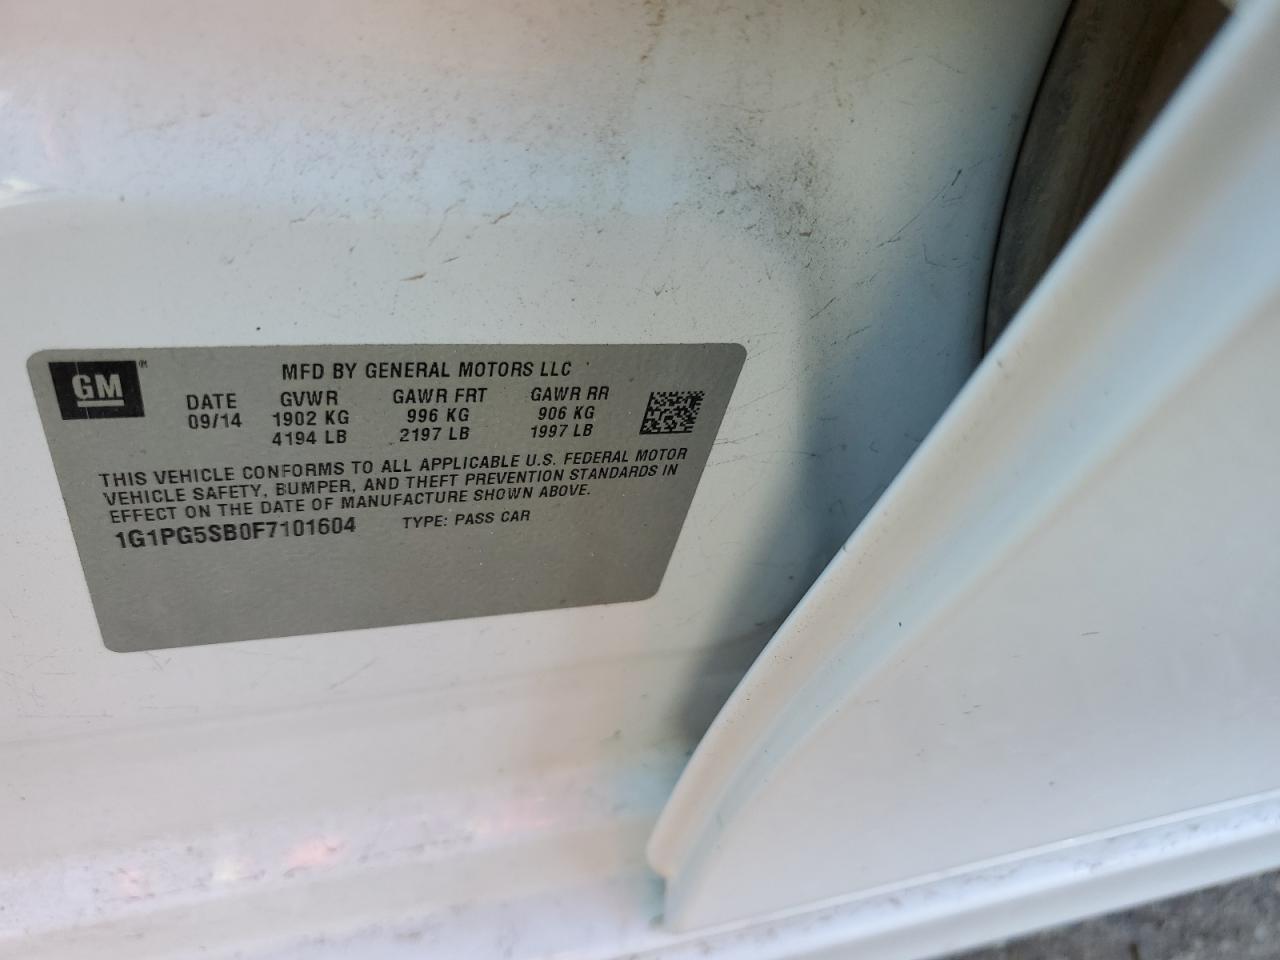 GM®
MFD BY GENERAL MOTORS LLC
DATE GVWR GAWR FRT GAWR RR
09/14 1902 KG 996 KG 906 KG
4194 LB 2197 LB 1997 LB
THIS VEHICLE CONFORMS TO ALL APPLICABLE U.S. FEDERAL MOTOR
VEHICLE SAFETY, BUMPER, AND THEFT PREVENTION STANDARDS IN
EFFECT ON THE DATE OF MANUFACTURE SHOWN ABOVE.
1G1PG5SB0F7101604 TYPE: PASS CAR